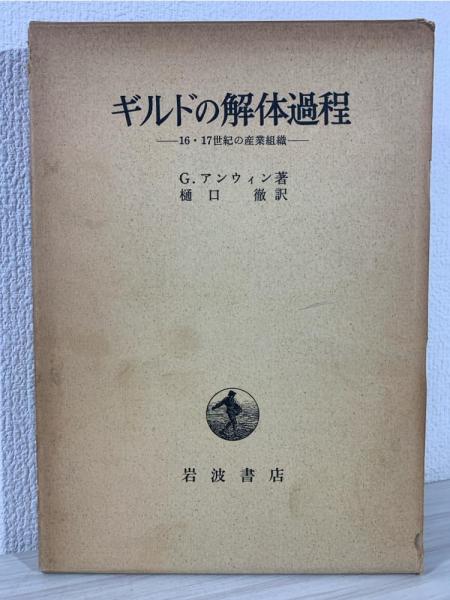 ギルドの解体過程
——16・17世紀の産業組織——
G.アンウィン著
樋口 徹訳
岩波書店